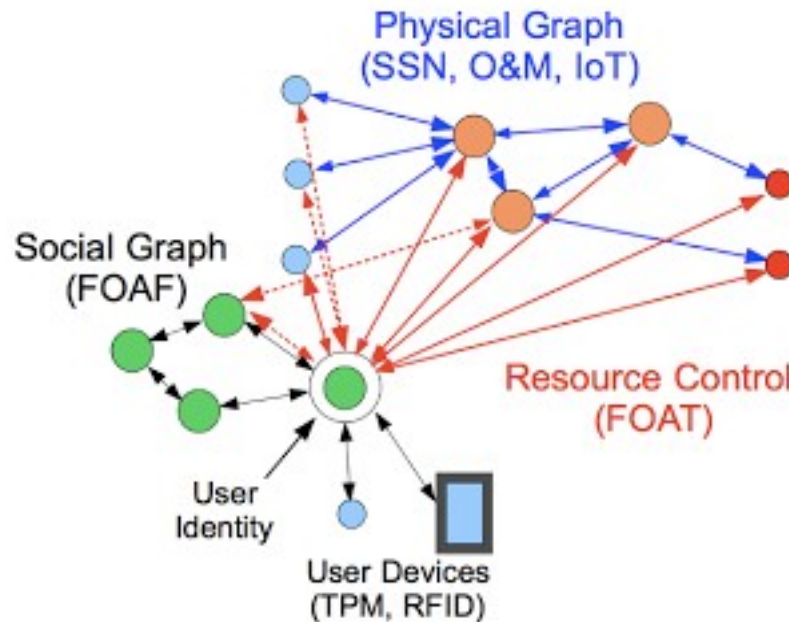 Physical Graph
(SSN, O&M, IoT)
Social Graph
(FOAF)
Resource Control
(FOAT)
User
Identity
User Devices
(TPM, RFID)